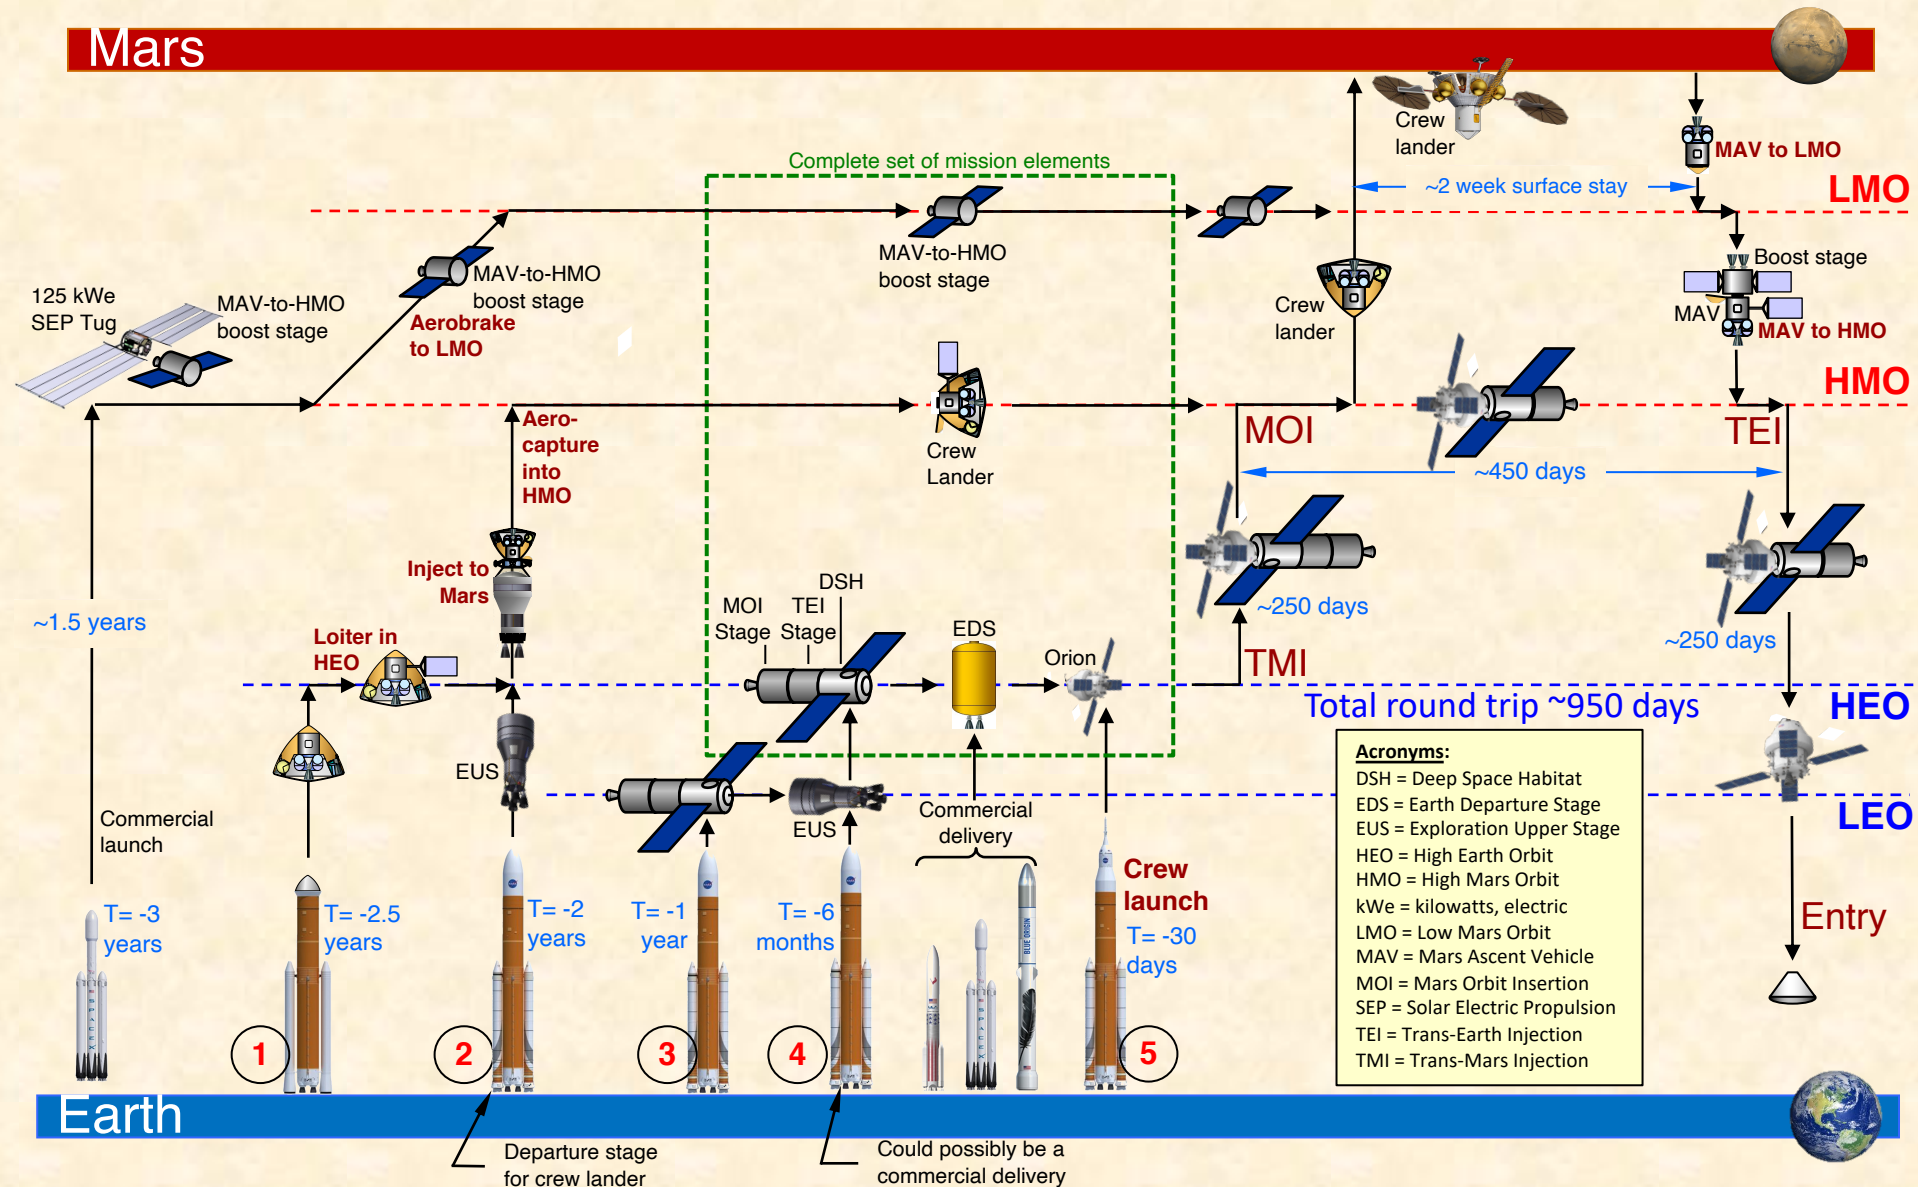 Mars
Crew
lander
MAV to LMO
Complete set of mission elements
~2 week surface stay
LMO
MAV-to-HMO
boost stage
MAV-to-HMO
boost stage
Aerobrake
to LMO
125 kWe
SEP Tug
MAV-to-HMO
boost stage
Crew
lander
Boost stage
MAV
MAV to HMO
HMO
Aero-
capture
into
HMO
Crew
Lander
MOI
TEI
~450 days
Inject to
Mars
~1.5 years
Loiter in
HEO
MOI
Stage
TEI
Stage
DSH
EDS
Orion
~250 days
TMI
~250 days
Total round trip ~950 days
HEO
EUS
EUS
LEO
Commercial
launch
Commercial
delivery
Crew
launch
T= -3
years
T= -2.5
years
T= -2
years
T= -1
year
T= -6
months
T= -30
days
SPACEX
SPACEX
BLUE ORIGIN
1
2
3
4
5
Acronyms:
DSH = Deep Space Habitat
EDS = Earth Departure Stage
EUS = Exploration Upper Stage
HEO = High Earth Orbit
HMO = High Mars Orbit
kWe = kilowatts, electric
LMO = Low Mars Orbit
MAV = Mars Ascent Vehicle
MOI = Mars Orbit Insertion
SEP = Solar Electric Propulsion
TEI = Trans-Earth Injection
TMI = Trans-Mars Injection
Entry
Earth
Departure stage
for crew lander
Could possibly be a
commercial delivery